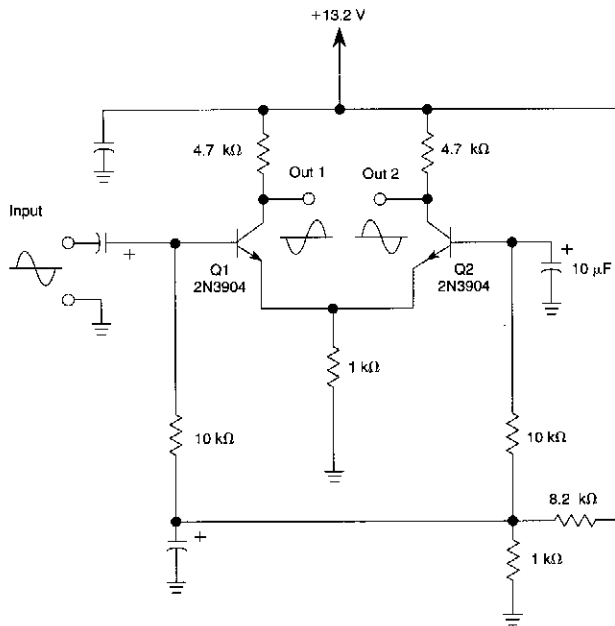 +13.2 V
4.7 kΩ
4.7 kΩ
Out 1
Out 2
Input
+
Q1
2N3904
Q2
2N3904
+
10 μF
1 kΩ
10 kΩ
10 kΩ
8.2 kΩ
+
1 kΩ